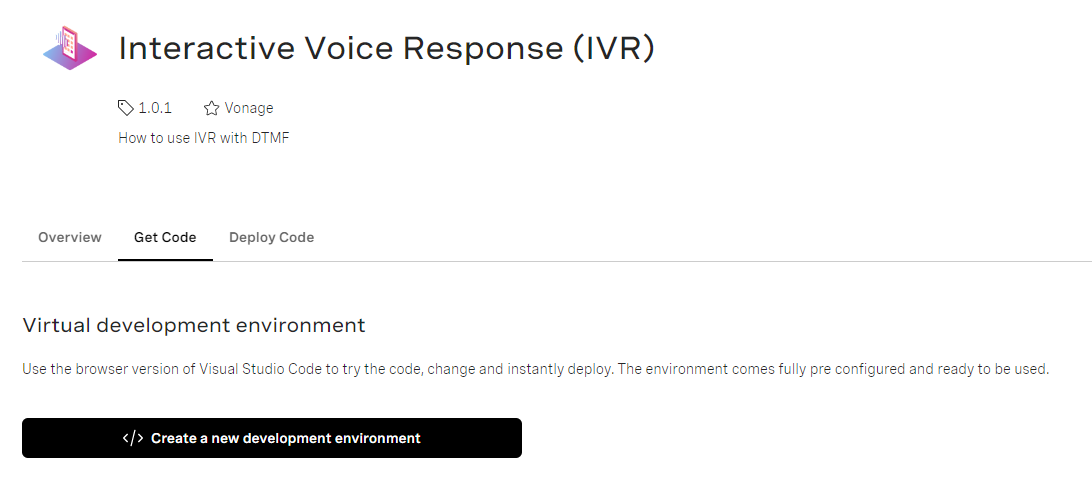 Interactive Voice Response (IVR)
1.0.1 Vonage
How to use IVR with DTMF
Overview Get Code Deploy Code
Virtual development environment
Use the browser version of Visual Studio Code to try the code, change and instantly deploy. The environment comes fully pre configured and ready to be used.
</> Create a new development environment